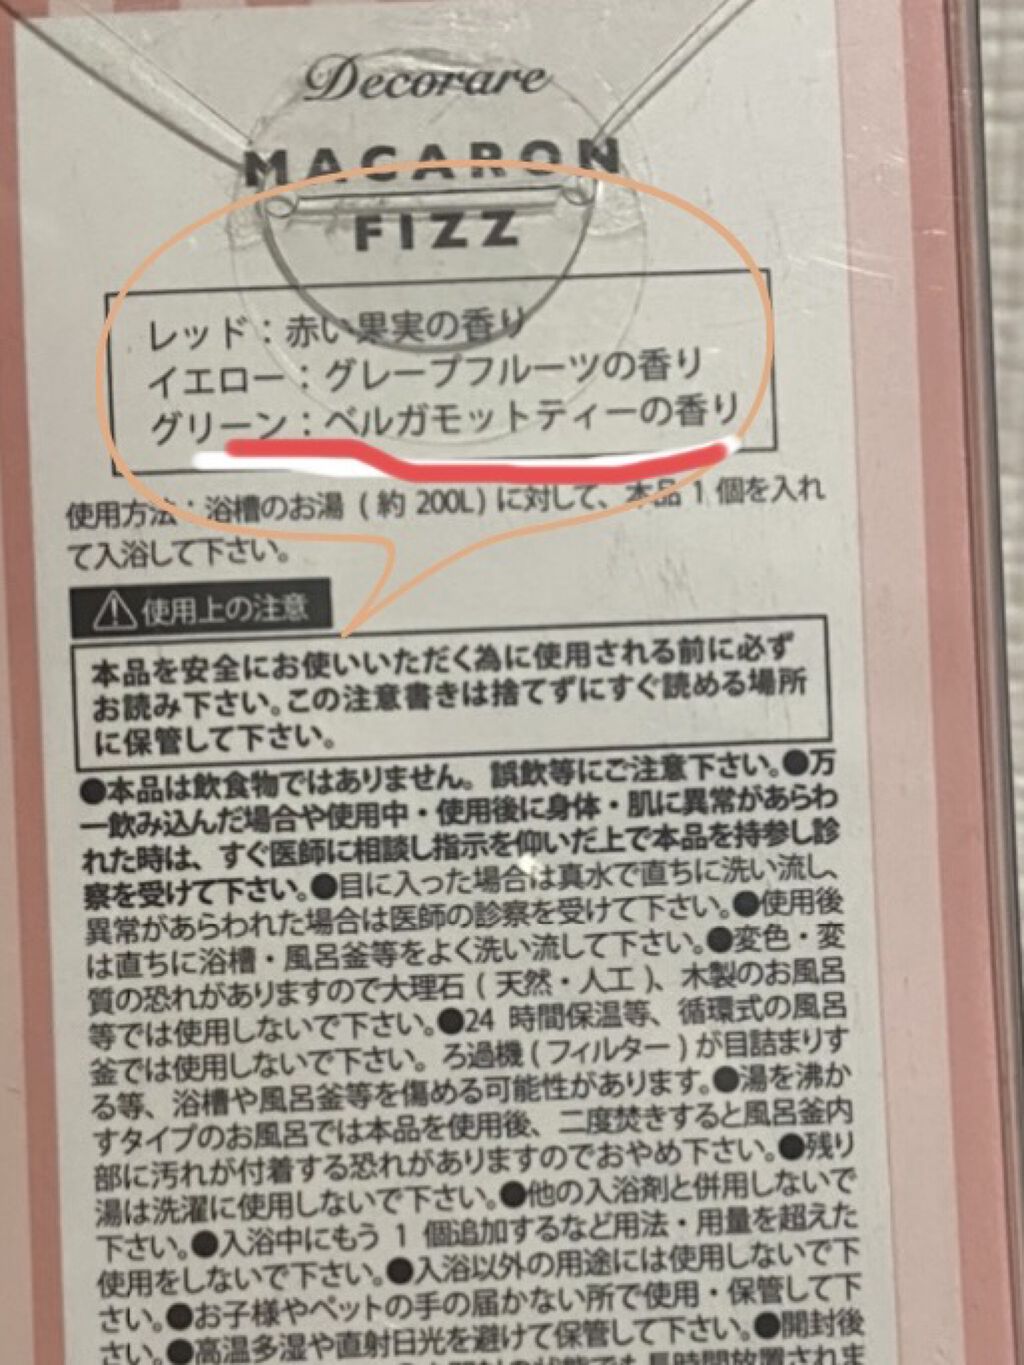 Decorare
MACARON
FIZZ
レッド：赤い果実の香り
イエロー：グレープフルーツの香り
グリーン：ベルガモットティーの香り
使用方法：浴槽のお湯（約 200L）に対して、本品 1 個を入れ
て入浴して下さい。
使用上の注意
本品を安全にお使いいただく為に使用される前に必ず
お読み下さい。この注意書きは捨てずにすぐ読める場所
に保管して下さい。
●本品は飲食物ではありません。誤飲等にご注意下さい。●万
一飲み込んだ場合や使用中・使用後に身体・肌に異常があらわ
れた時は、すぐ医師に相談し指示を仰いだ上で本品を持参し診
察を受けて下さい。●目に入った場合は真水で直ちに洗い流し、
異常があらわれた場合は医師の診察を受けて下さい。●使用後
は直ちに浴槽・風呂釜等をよく洗い流して下さい。●変色・変
質の恐れがありますので大理石（天然・人工）、木製のお風呂
等では使用しないで下さい。●24 時間保温等、循環式の風呂
釜では使用しないで下さい。ろ過機（フィルター）が目詰まりす
る等、浴槽や風呂釜等を傷める可能性があります。●湯を沸か
すタイプのお風呂では本品を使用後、二度焚きすると風呂釜内
部に汚れが付着する恐れがありますのでおやめ下さい。●残り
湯は洗濯に使用しないで下さい。●他の入浴剤と併用しないで
下さい。●入浴中にもう 1 個追加するなど用法・用量を超えた
使用をしないで下さい。●入浴以外の用途には使用しないで下
さい。●お子様やペットの手の届かない所で使用・保管して下
さい。●高温多湿や直射日光を避けて保管して下さい。●開封後
長時間放置されま